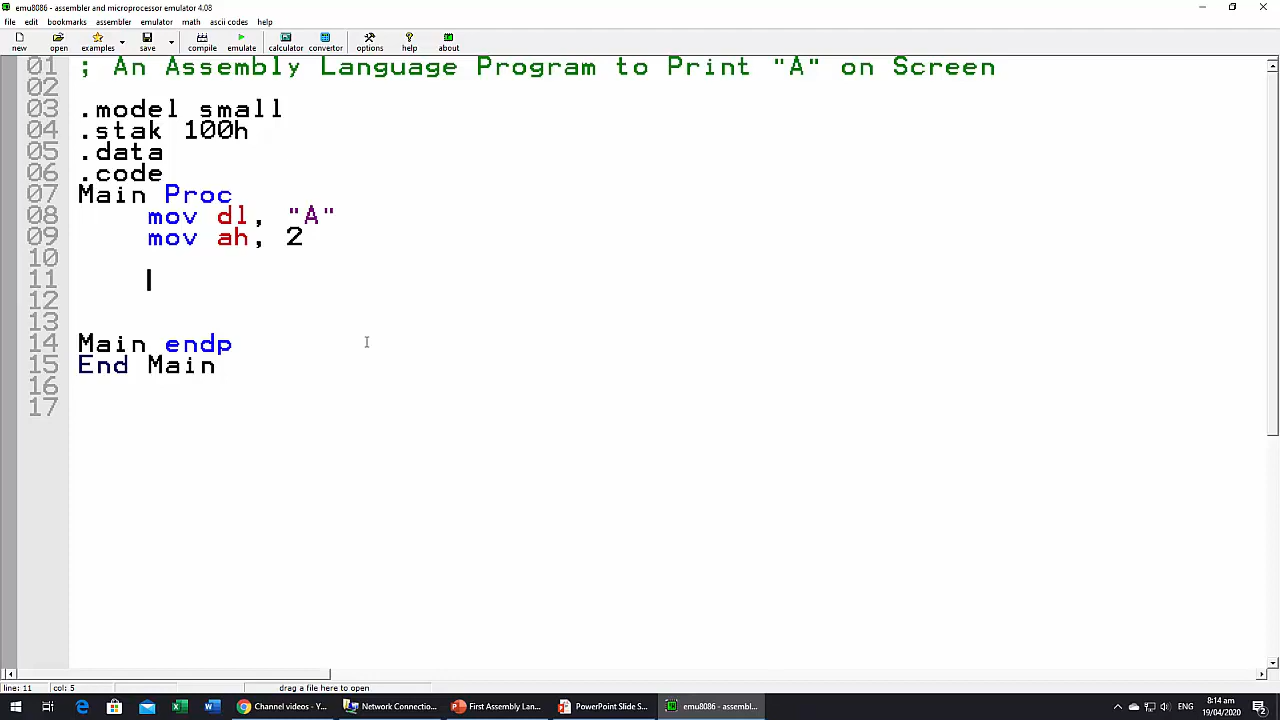 emu8086 - assembler and microprocessor emulator 4.08
file edit bookmarks assembler emulator math ascii codes help
new open examples save compile emulate calculator convertor options help about
01 ; An Assembly Language Program to Print "A" on Screen
02
03 .model small
04 .stak 100h
05 .data
06 .code
07 Main Proc
08 mov dl, "A"
09 mov ah, 2
10
11
12
13
14 Main endp
15 End Main
16
17
line: 11 col: 5 drag a file here to open
Channel videos - Y... Network Connectio... First Assembly Lan... PowerPoint Slide S... emu8086 - assembl... ENG 8:14 am
19/04/2020